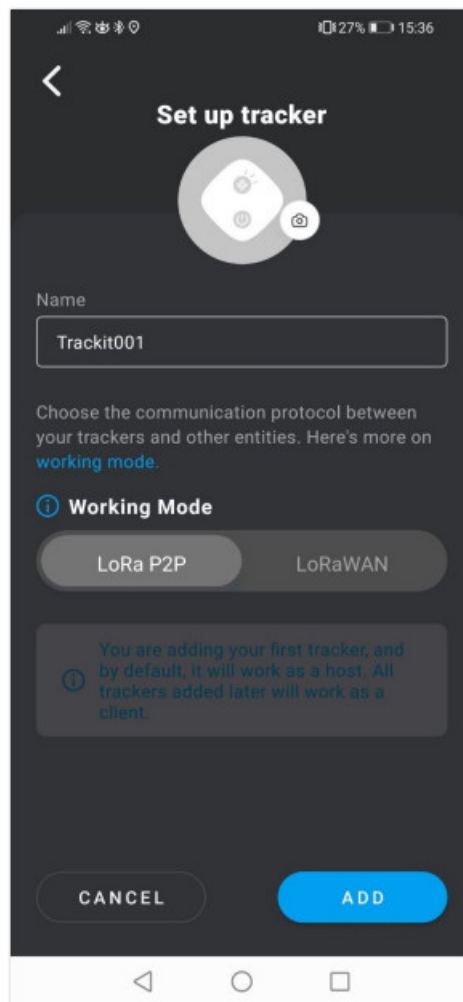 27% 15:36
Set up tracker
Name
Trackit001
Choose the communication protocol between
your trackers and other entities. Here's more on
working mode.
Working Mode
LoRa P2P LoRaWAN
You are adding your first tracker, and
by default, it will work as a host. All
trackers added later will work as a
client.
CANCEL ADD